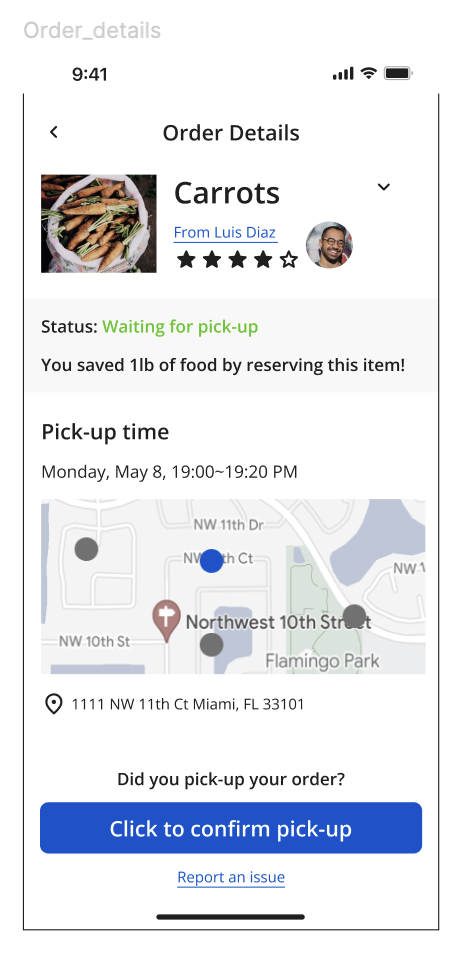 Order_details
9:41
Order Details
Carrots
From Luis Diaz
Status: Waiting for pick-up
You saved 1lb of food by reserving this item!
Pick-up time
Monday, May 8, 19:00~19:20 PM
NW 11th Dr
NW th Ct
NW 1
Northwest 10th Street
NW 10th St
Flamingo Park
1111 NW 11th Ct Miami, FL 33101
Did you pick-up your order?
Click to confirm pick-up
Report an issue